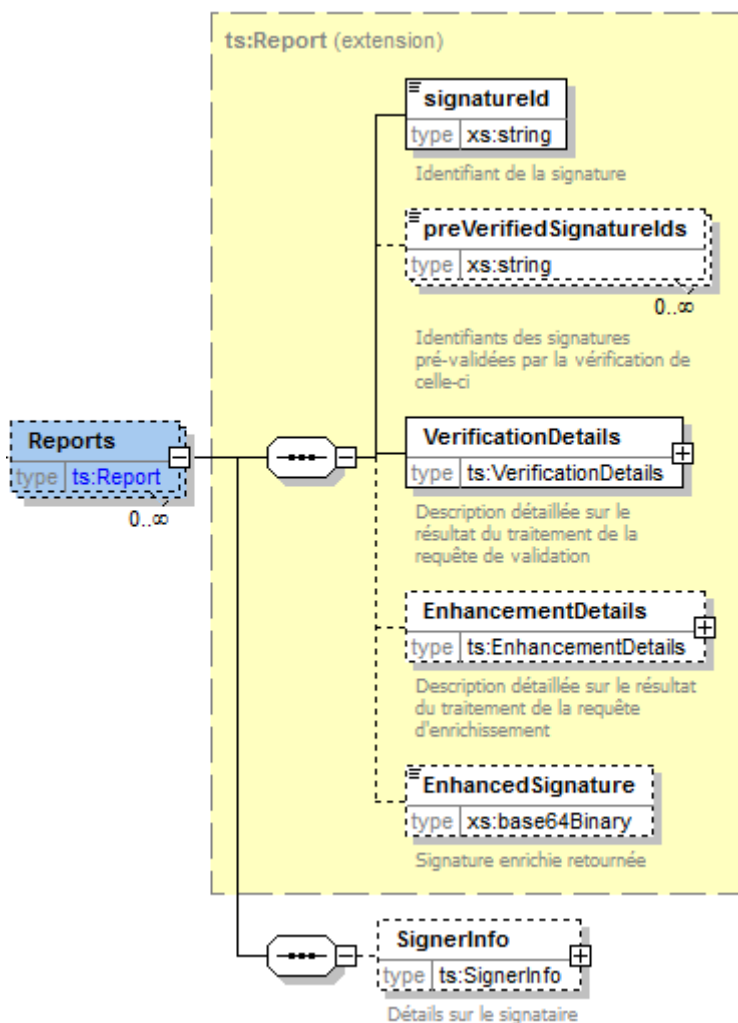 ts:Report (extension)
signatureId
type xs:string
Identifiant de la signature
preVerifiedSignatureIds
type xs:string
0..∞
Identifiants des signatures
pré-validées par la vérification de
celle-ci
Reports
type ts:Report
0..∞
VerificationDetails
type ts:VerificationDetails
Description détaillée sur le
résultat du traitement de la
requête de validation
EnhancementDetails
type ts:EnhancementDetails
Description détaillée sur le résultat
du traitement de la requête
d'enrichissement
EnhancedSignature
type xs:base64Binary
Signature enrichie retournée
SignerInfo
type ts:SignerInfo
Détails sur le signataire